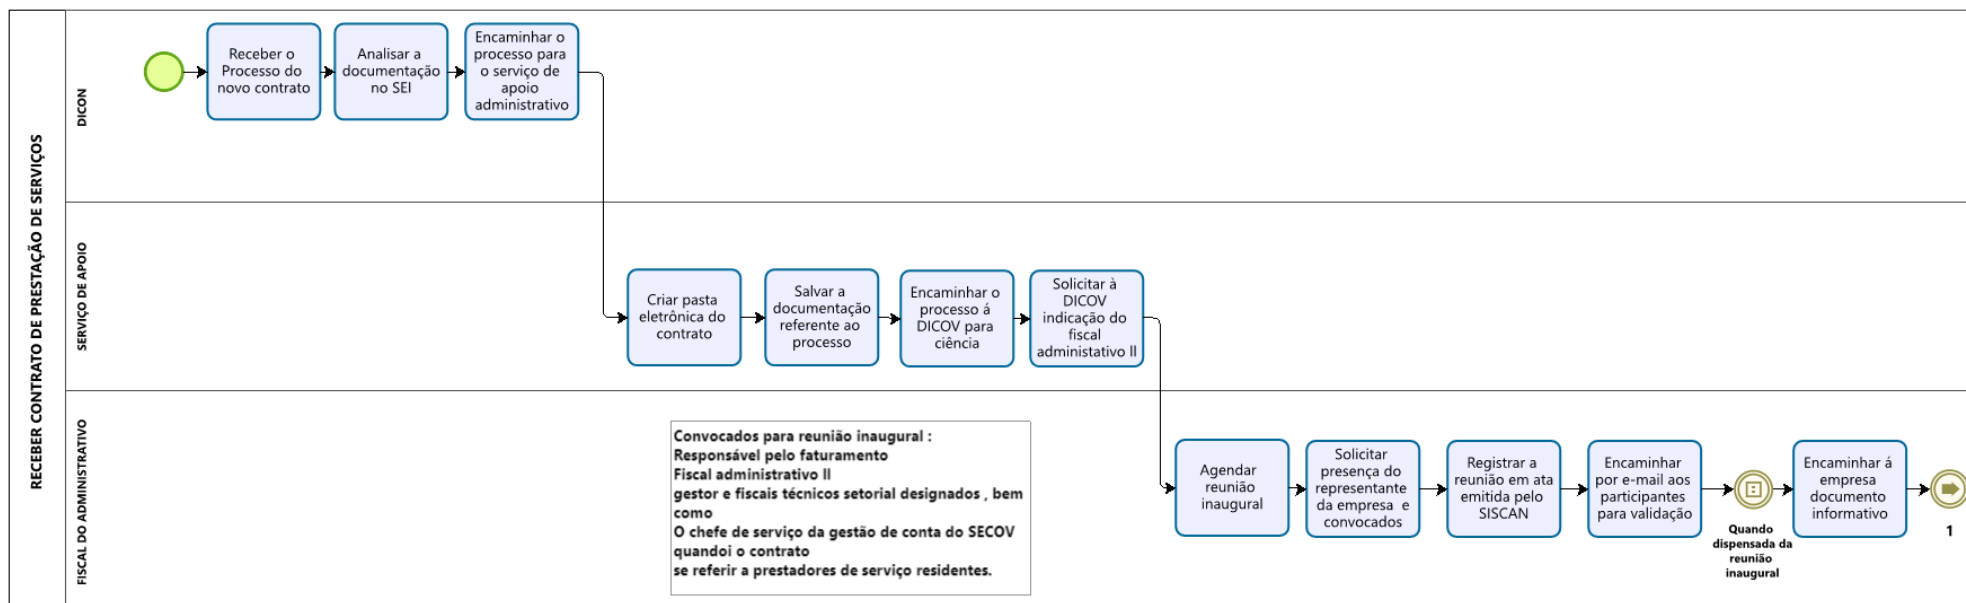 RECEBER CONTRATO DE PRESTAÇÃO DE SERVIÇOS
DICON
Receber o
Processo do
novo contrato
Analisar a
documentação
no SEI
Encaminhar o
processo para
o serviço de
apoio
administrativo
SERVIÇO DE APOIO
Criar pasta
eletrônica do
contrato
Salvar a
documentação
referente ao
processo
Encaminhar o
processo á
DICOV para
ciência
Solicitar à
DICOV
indicação do
fiscal
administativo II
FISCAL DO ADMINISTRATIVO
Convocados para reunião inaugural :
Responsável pelo faturamento
Fiscal administrativo II
gestor e fiscais técnicos setorial designados , bem
como
O chefe de serviço da gestão de conta do SECOV
quandoi o contrato
se referir a prestadores de serviço residentes.
Agendar
reunião
inaugural
Solicitar
presença do
representante
da empresa e
convocados
Registrar a
reunião em ata
emitida pelo
SISCAN
Encaminhar
por e-mail aos
participantes
para validação
Quando
dispensada da
reunião
inaugural
Encaminhar á
empresa
documento
informativo
1